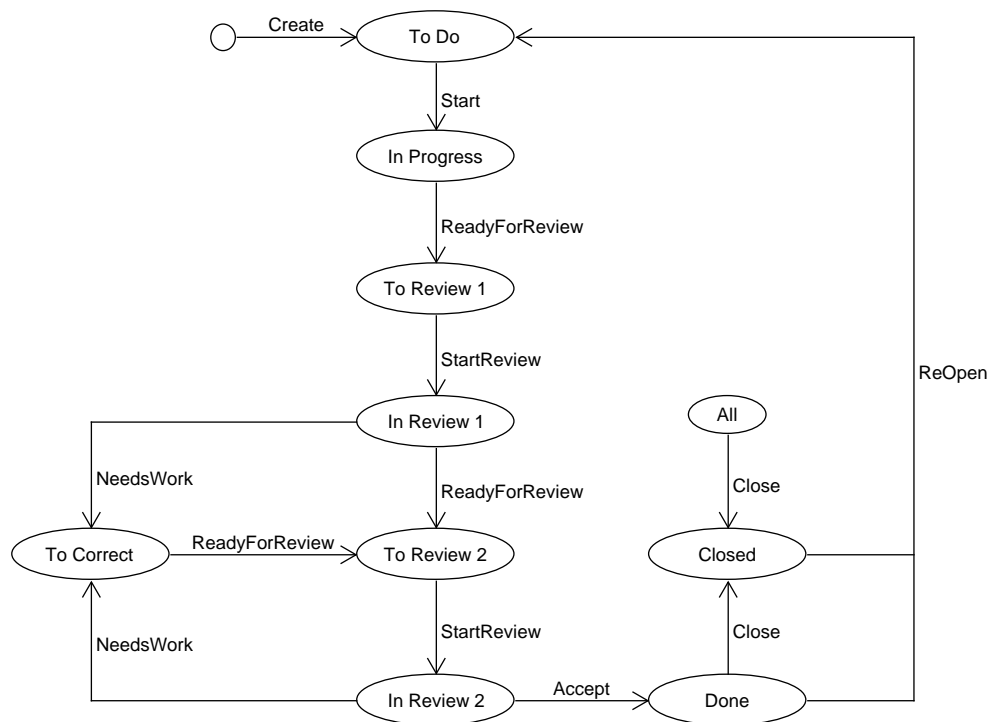 Create
To Do
Start
In Progress
ReadyForReview
To Review 1
StartReview
ReOpen
In Review 1
All
NeedsWork
ReadyForReview
Close
To Correct
ReadyForReview
To Review 2
Closed
NeedsWork
StartReview
Close
In Review 2
Accept
Done